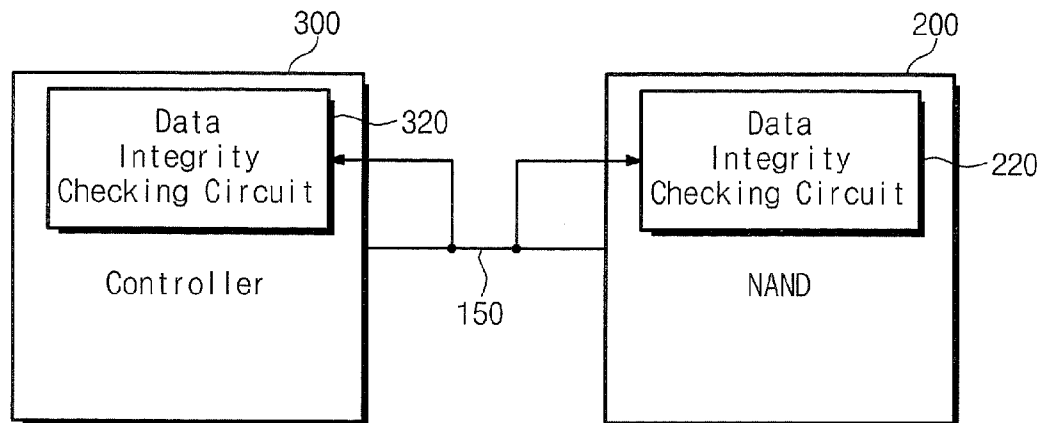 300
200
Data
Integrity
Checking Circuit
320
Data
Integrity
Checking Circuit
220
Controller
150
NAND